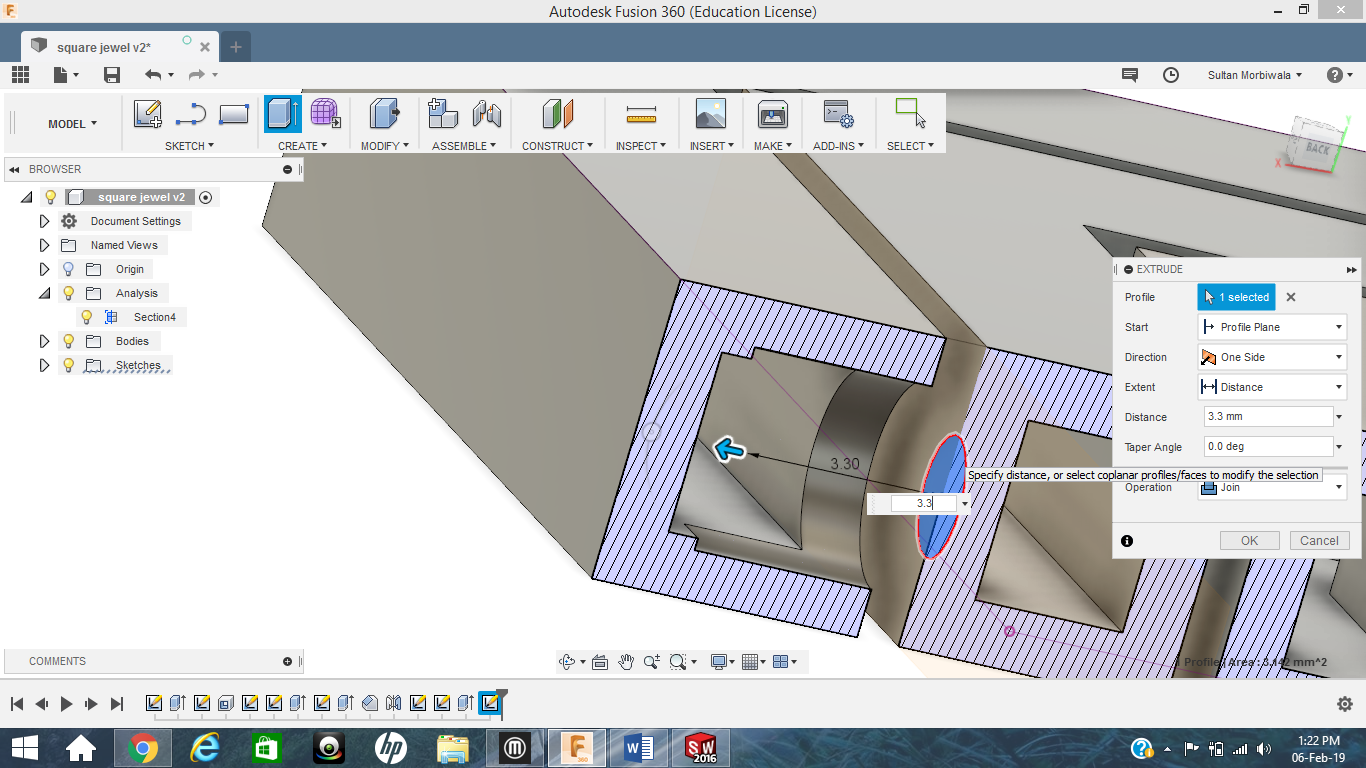 Autodesk Fusion 360 (Education License)
square jewel v2*
Sultan Morbiwala
MODEL
SKETCH
CREATE
MODIFY
ASSEMBLE
CONSTRUCT
INSPECT
INSERT
MAKE
ADD-INS
SELECT
BROWSER
square jewel v2
Document Settings
Named Views
Origin
Analysis
Section4
Bodies
Sketches
Y
BACK
X
EXTRUDE
Profile 1 selected
Start Profile Plane
Direction One Side
Extent Distance
Distance 3.3 mm
Taper Angle 0.0 deg
Specify distance, or select coplanar profiles/faces to modify the selection
Operation Join
OK Cancel
3.30
3.3
1 Profile | Area : 3.142 mm^2
COMMENTS
hp
SW
2016
1:22 PM
06-Feb-19